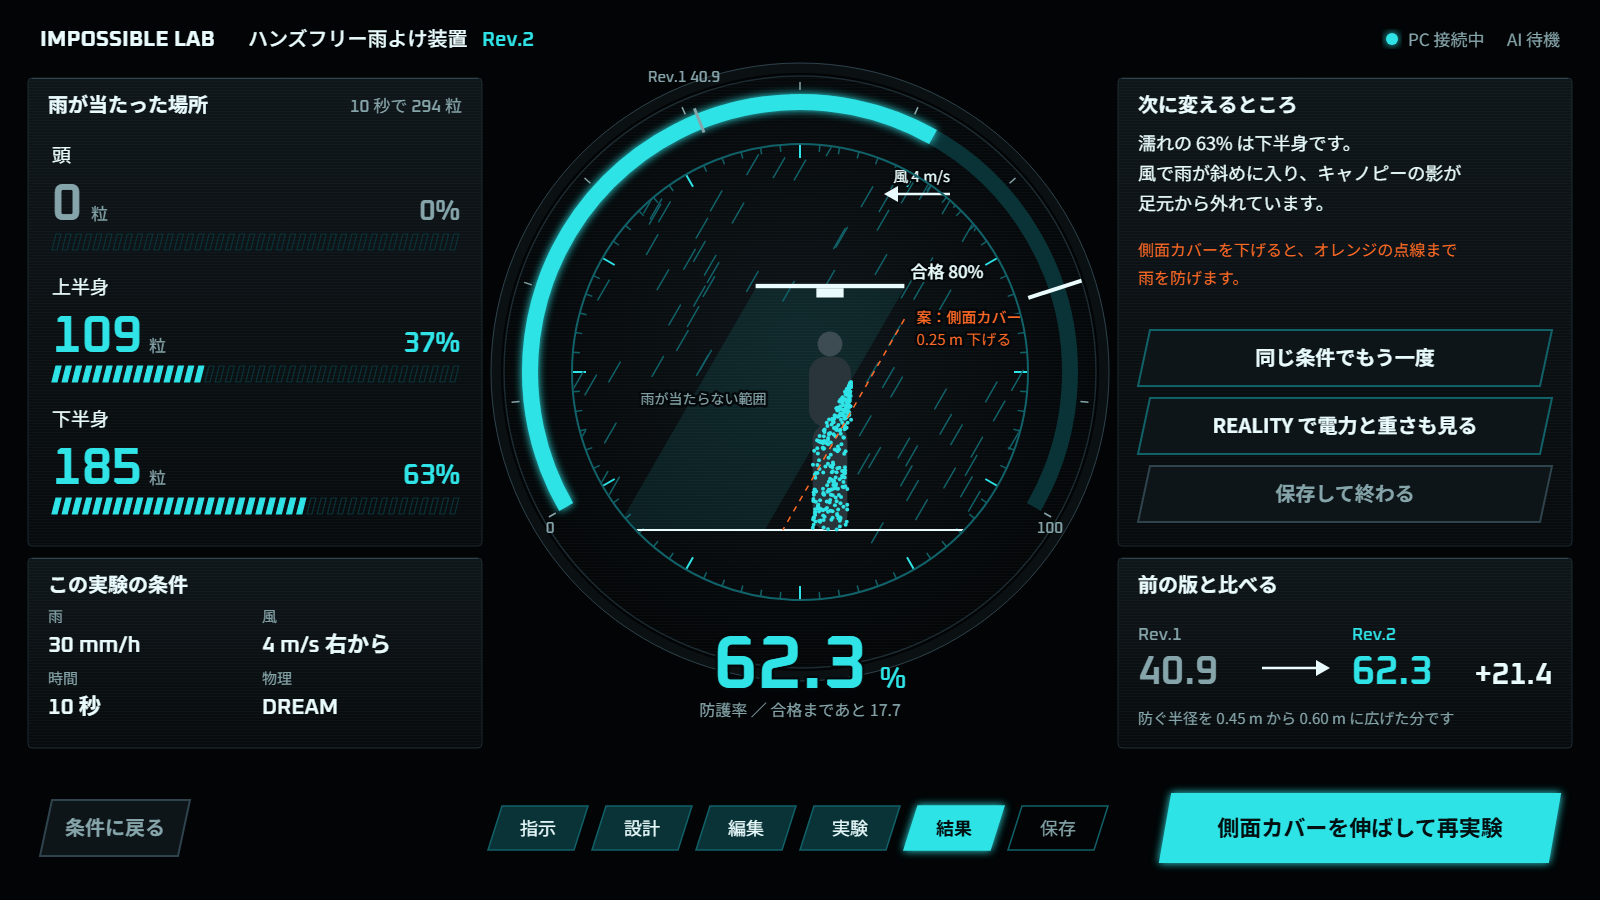 IMPOSSIBLE LAB ハンズフリー雨よけ装置 Rev.2
PC 接続中 AI 待機
雨が当たった場所 10 秒で 294 粒
頭
0 粒 0%
上半身
109 粒 37%
下半身
185 粒 63%
この実験の条件
雨 風
30 mm/h 4 m/s 右から
時間 物理
10 秒 DREAM
Rev.1 40.9
風 4 m/s
合格 80%
案：側面カバー
0.25 m 下げる
雨が当たらない範囲
0 100
62.3 %
防護率 ／ 合格まであと 17.7
次に変えるところ
濡れの 63% は下半身です。
風で雨が斜めに入り、キャノピーの影が
足元から外れています。
側面カバーを下げると、オレンジの点線まで
雨を防げます。
同じ条件でもう一度
REALITY で電力と重さも見る
保存して終わる
前の版と比べる
Rev.1 Rev.2
40.9 62.3 +21.4
防ぐ半径を 0.45 m から 0.60 m に広げた分です
条件に戻る
指示 設計 編集 実験 結果 保存
側面カバーを伸ばして再実験